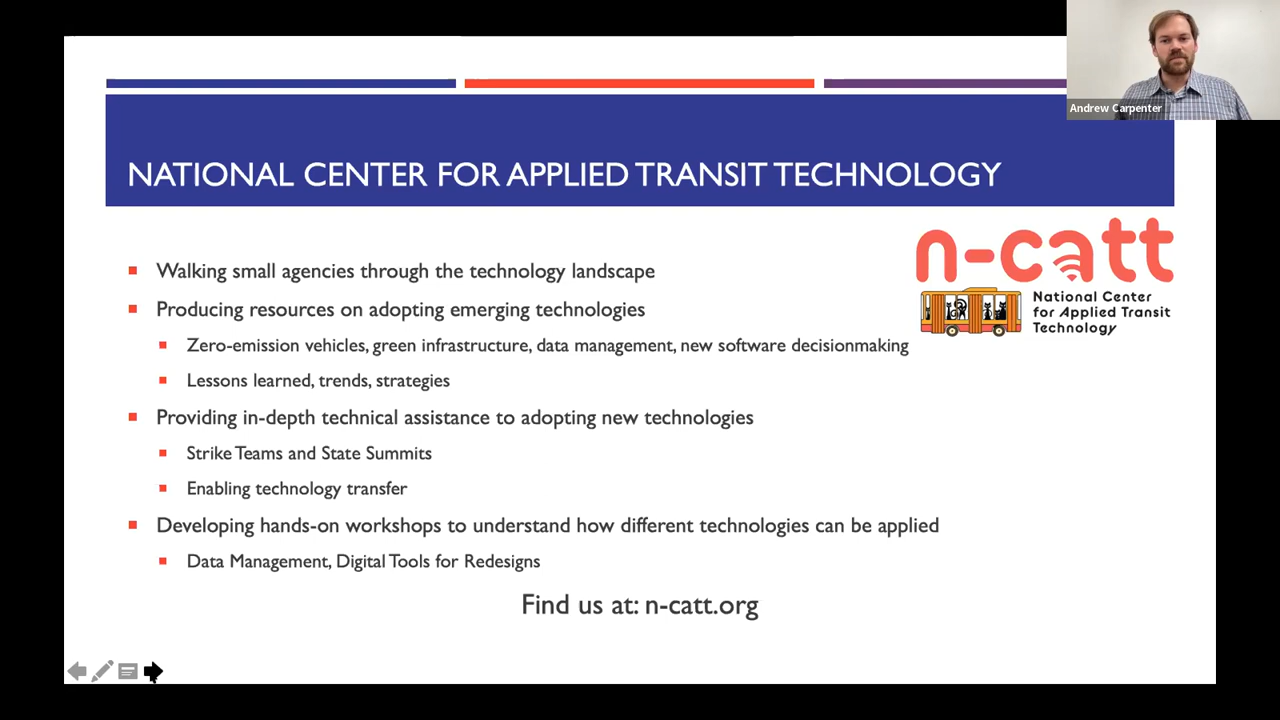 Andrew Carpenter
NATIONAL CENTER FOR APPLIED TRANSIT TECHNOLOGY
n-catt
National Center
for Applied Transit
Technology
Walking small agencies through the technology landscape
Producing resources on adopting emerging technologies
Zero-emission vehicles, green infrastructure, data management, new software decisionmaking
Lessons learned, trends, strategies
Providing in-depth technical assistance to adopting new technologies
Strike Teams and State Summits
Enabling technology transfer
Developing hands-on workshops to understand how different technologies can be applied
Data Management, Digital Tools for Redesigns
Find us at: n-catt.org